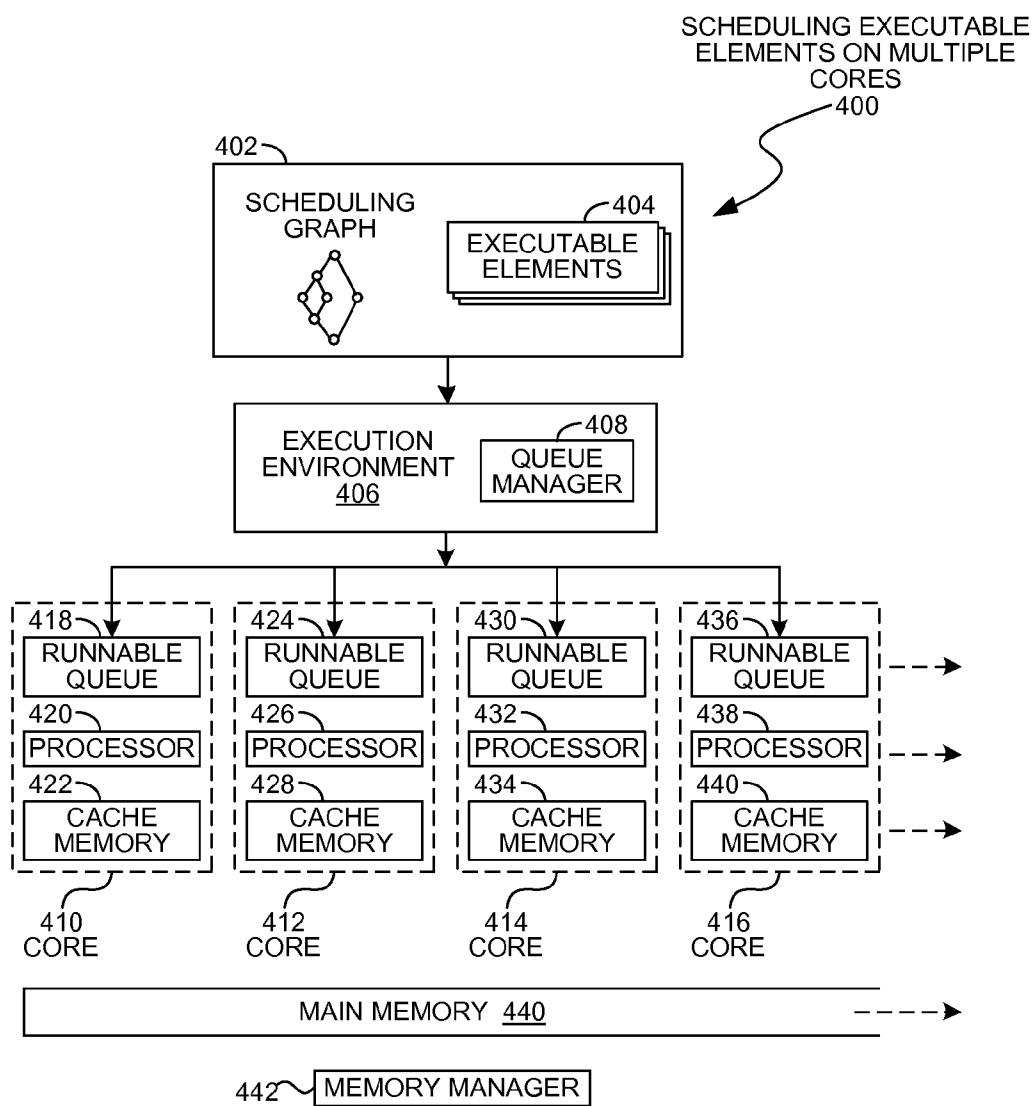 SCHEDULING EXECUTABLE
ELEMENTS ON MULTIPLE
CORES
400
402
SCHEDULING
GRAPH
404
EXECUTABLE
ELEMENTS
EXECUTION
ENVIRONMENT
406
408
QUEUE
MANAGER
418
RUNNABLE
QUEUE
420
PROCESSOR
422
CACHE
MEMORY
410
CORE
424
RUNNABLE
QUEUE
426
PROCESSOR
428
CACHE
MEMORY
412
CORE
430
RUNNABLE
QUEUE
432
PROCESSOR
434
CACHE
MEMORY
414
CORE
436
RUNNABLE
QUEUE
438
PROCESSOR
440
CACHE
MEMORY
416
CORE
MAIN MEMORY 440
442 MEMORY MANAGER